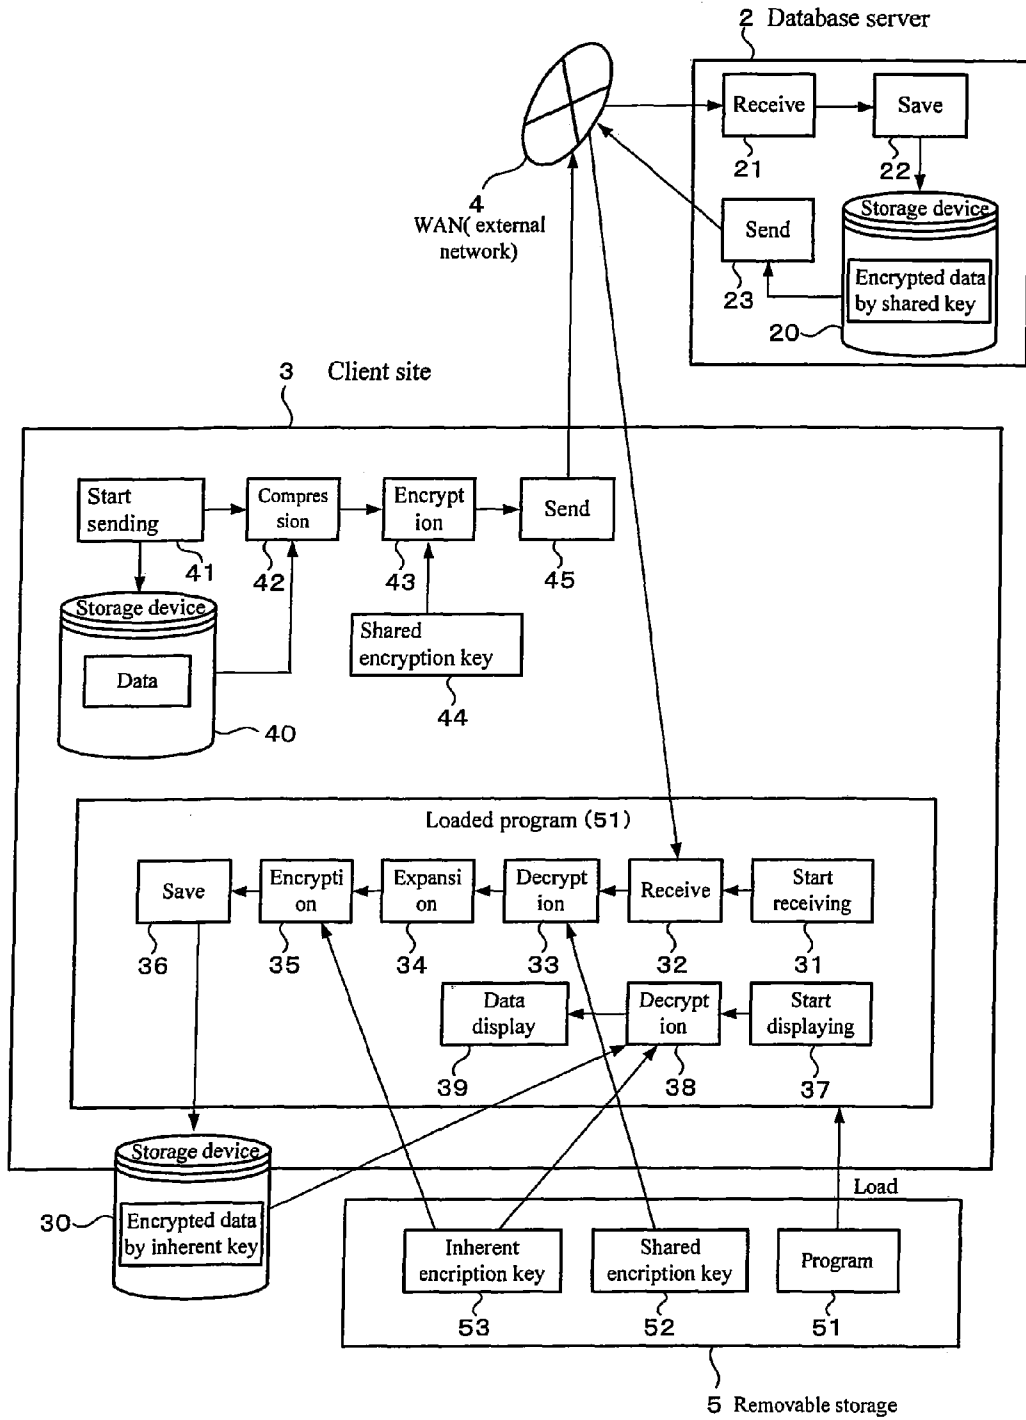 2 Database server
Receive
21
Save
22
Storage device
Encrypted data
by shared key
20
Send
23
4
WAN( external
network)
3 Client site
Start
sending
41
Compres
sion
42
Encrypt
ion
43
Send
45
Storage device
Data
40
Shared
encryption key
44
Loaded program (51)
Save
36
Encrypti
on
35
Expansi
on
34
Decrypt
ion
33
Receive
32
Start
receiving
31
Data
display
39
Decrypt
ion
38
Start
displaying
37
Storage device
Encrypted data
by inherent key
30
Load
Inherent
encription key
53
Shared
encription key
52
Program
51
5 Removable storage